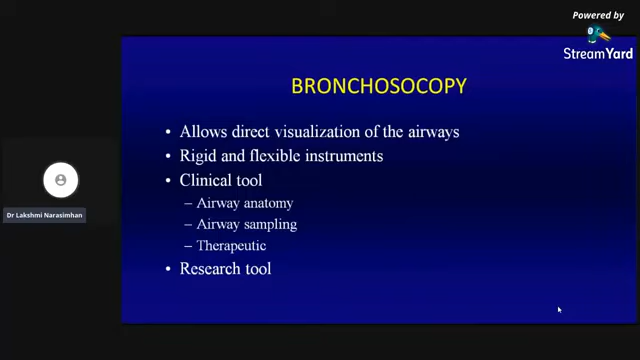 Powered by
StreamYard
BRONCHOSOCOPY
• Allows direct visualization of the airways
• Rigid and flexible instruments
• Clinical tool
– Airway anatomy
– Airway sampling
– Therapeutic
• Research tool
Dr Lakshmi Narasimhan